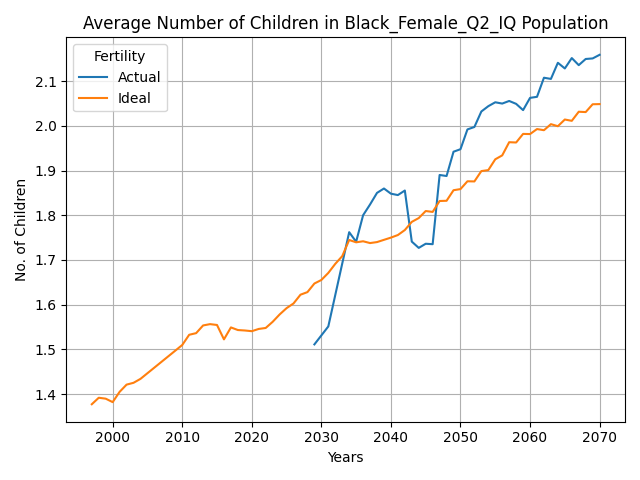 Average Number of Children in Black_Female_Q2_IQ Population
Fertility
Actual
Ideal
No. of Children
2.1
2.0
1.9
1.8
1.7
1.6
1.5
1.4
2000 2010 2020 2030 2040 2050 2060 2070
Years